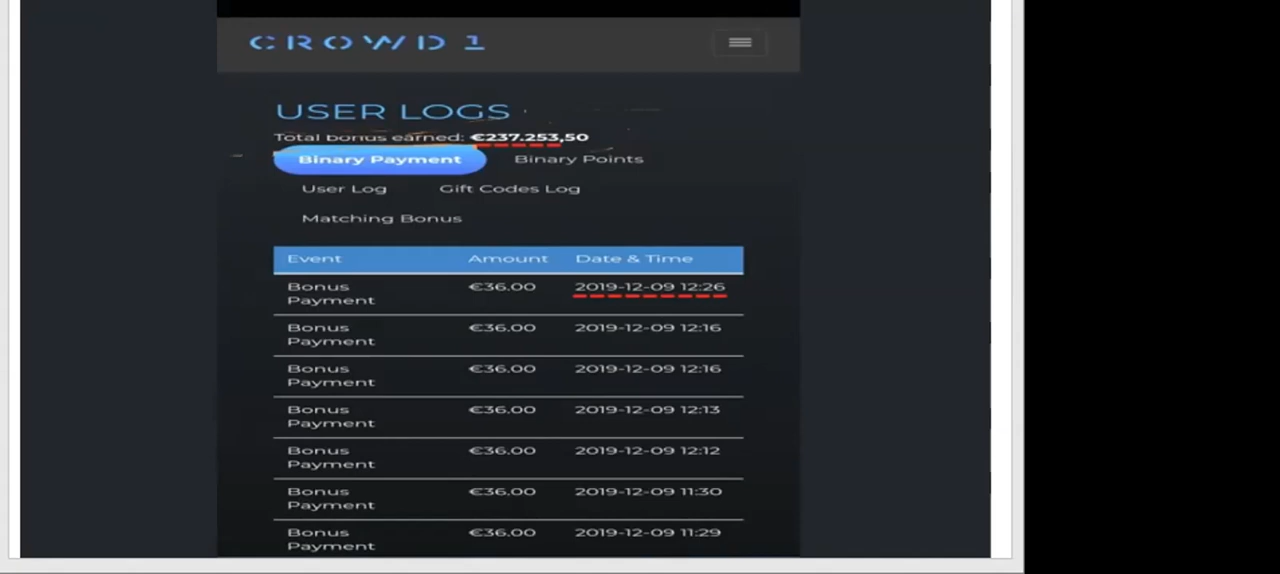 CROWD1
USER LOGS
Total bonus earned: €237.253,50
Binary Payment Binary Points
User Log Gift Codes Log
Matching Bonus
Event Amount Date & Time
Bonus Payment €36.00 2019-12-09 12:26
Bonus Payment €36.00 2019-12-09 12:16
Bonus Payment €36.00 2019-12-09 12:16
Bonus Payment €36.00 2019-12-09 12:13
Bonus Payment €36.00 2019-12-09 12:12
Bonus Payment €36.00 2019-12-09 11:30
Bonus Payment €36.00 2019-12-09 11:29